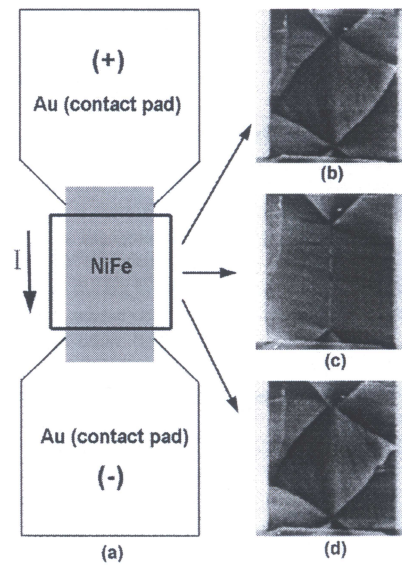 (+)
Au (contact pad)
I
NiFe
Au (contact pad)
(-)
(a)
(b)
(c)
(d)